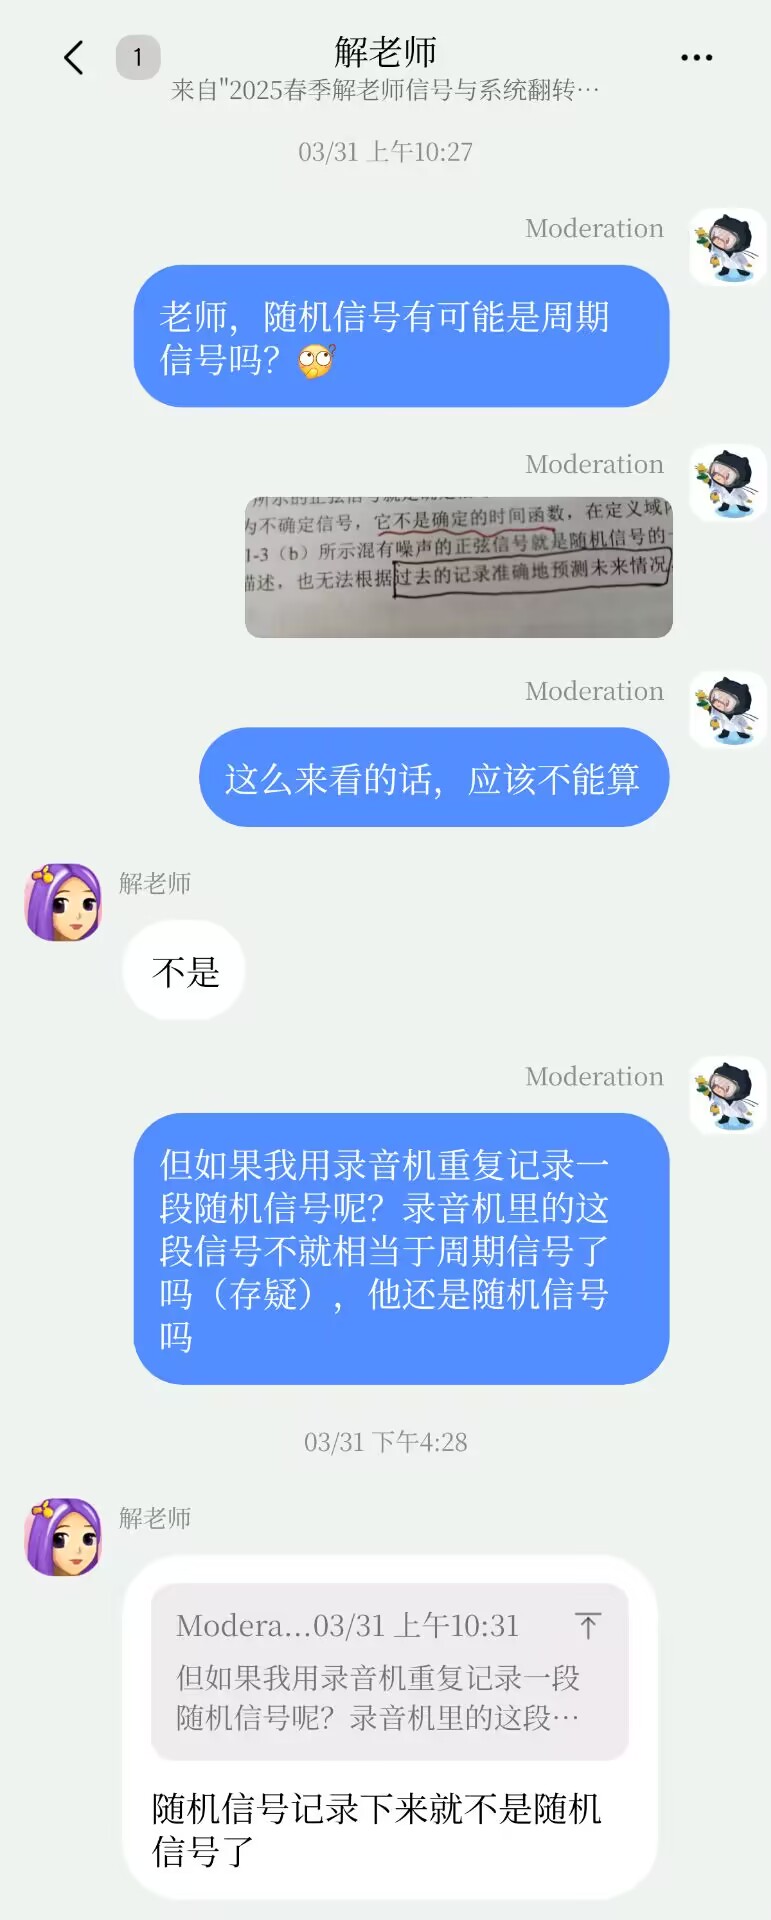 1
解老师
来自"2025春季解老师信号与系统翻转…
03/31 上午10:27
Moderation
老师，随机信号有可能是周期
信号吗？
Moderation
为不确定信号，它不是确定的时间函数，在定义域
1-3（b）所示混有噪声的正弦信号就是随机信号的一
描述，也无法根据过去的记录准确地预测未来情况
Moderation
这么来看的话，应该不能算
解老师
不是
Moderation
但如果我用录音机重复记录一
段随机信号呢？录音机里的这
段信号不就相当于周期信号了
吗（存疑），他还是随机信号
吗
03/31 下午4:28
解老师
Modera...03/31 上午10:31
但如果我用录音机重复记录一段
随机信号呢？录音机里的这段…
随机信号记录下来就不是随机
信号了